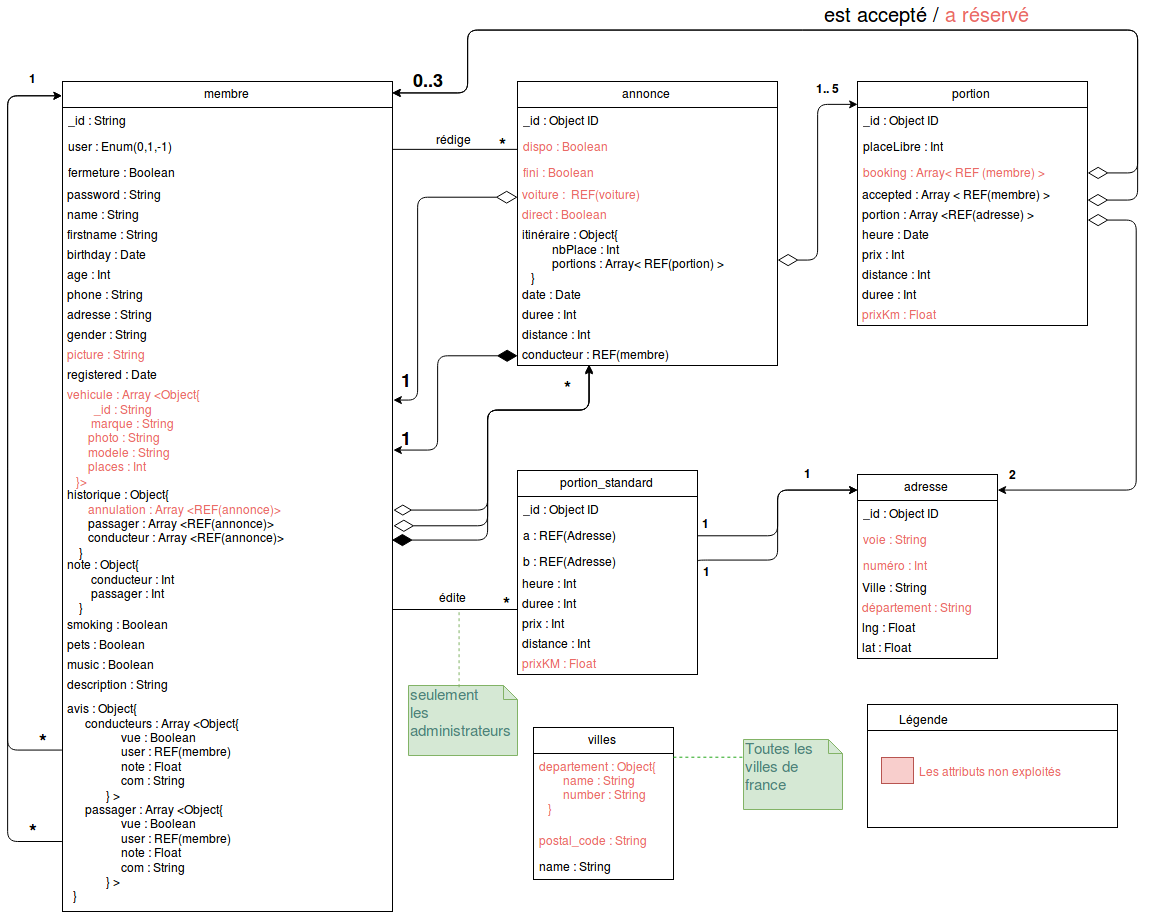 est accepté / a réservé
1
0..3
membre
_id : String
user : Enum(0,1,-1)
fermeture : Boolean
password : String
name : String
firstname : String
birthday : Date
age : Int
phone : String
adresse : String
gender : String
picture : String
registered : Date
vehicule : Array <Object{
_id : String
marque : String
photo : String
modele : String
places : Int
}>
historique : Object{
annulation : Array <REF(annonce)>
passager : Array <REF(annonce)>
conducteur : Array <REF(annonce)>
}
note : Object{
conducteur : Int
passager : Int
}
smoking : Boolean
pets : Boolean
music : Boolean
description : String
avis : Object{
conducteurs : Array <Object{
vue : Boolean
user : REF(membre)
note : Float
com : String
} >
passager : Array <Object{
vue : Boolean
user : REF(membre)
note : Float
com : String
} >
}
*
*
rédige
*
annonce
_id : Object ID
dispo : Boolean
fini : Boolean
voiture : REF(voiture)
direct : Boolean
itinéraire : Object{
nbPlace : Int
portions : Array< REF(portion) >
}
date : Date
duree : Int
distance : Int
conducteur : REF(membre)
1
1
*
1.. 5
portion
_id : Object ID
placeLibre : Int
booking : Array< REF (membre) >
accepted : Array < REF(membre) >
portion : Array <REF(adresse) >
heure : Date
prix : Int
distance : Int
duree : Int
prixKm : Float
portion_standard
_id : Object ID
a : REF(Adresse)
b : REF(Adresse)
heure : Int
duree : Int
prix : Int
distance : Int
prixKM : Float
1
1
1
2
adresse
_id : Object ID
voie : String
numéro : Int
Ville : String
département : String
lng : Float
lat : Float
édite
*
seulement
les
administrateurs
villes
departement : Object{
name : String
number : String
}
postal_code : String
name : String
Toutes les
villes de
france
Légende
Les attributs non exploités